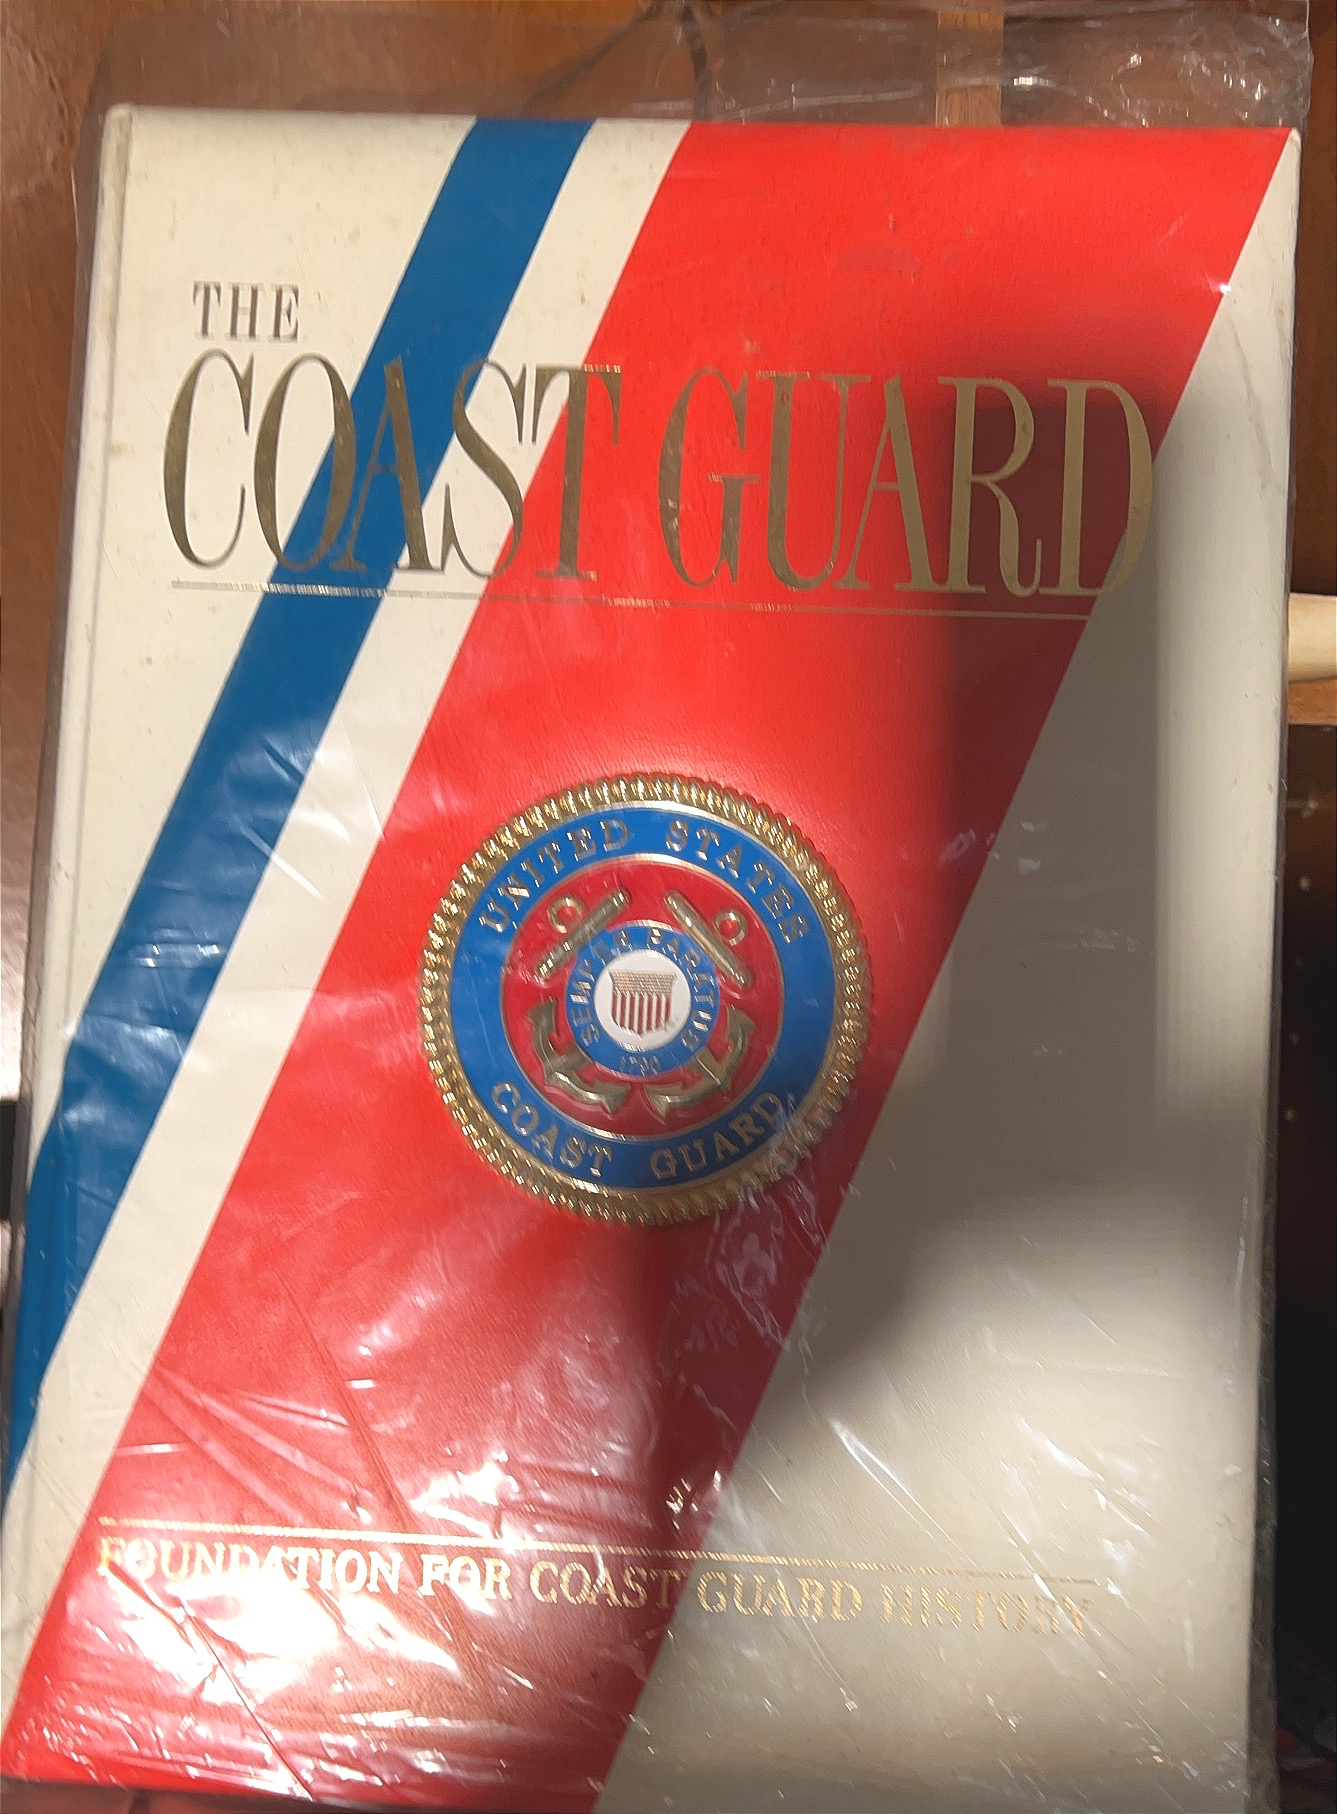 THE
COAST GUARD
UNITED STATES
SEMPER PARATUS
1790
COAST GUARD
FOUNDATION FOR COAST GUARD HISTORY